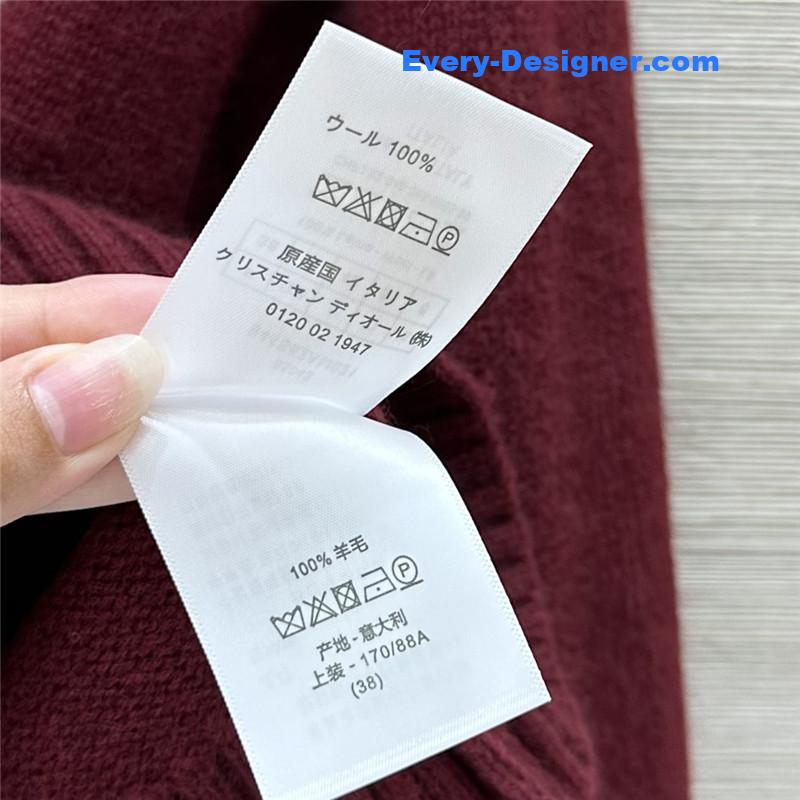 Every-Designer.com
ウール 100%
P
原産国 イタリア
クリスチャン ディオール ㈱
0120 02 1947
100% 羊毛
P
产地 - 意大利
上装 - 170/88A
(38)